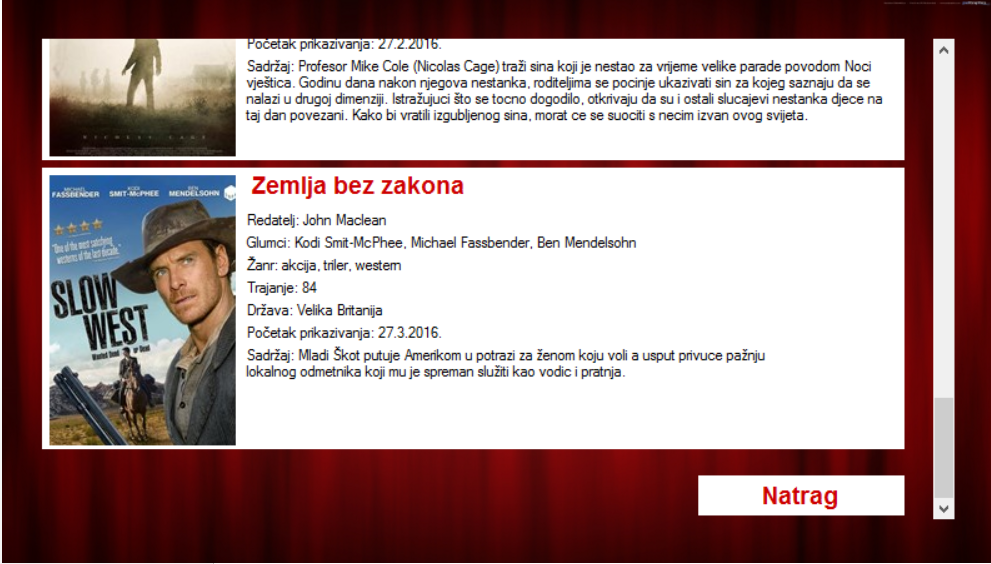 Početak prikazivanja: 27.2.2016.
Sadržaj: Profesor Mike Cole (Nicolas Cage) traži sina koji je nestao za vrijeme velike parade povodom Noci
vještica. Godinu dana nakon njegova nestanka, roditeljima se pocinje ukazivati sin za kojeg saznaju da se
nalazi u drugoj dimenziji. Istražujuci što se tocno dogodilo, otkrivaju da su i ostali slucajevi nestanka djece na
taj dan povezani. Kako bi vratili izgubljenog sina, morat ce se suociti s necim izvan ovog svijeta.
NICOLAS CAGE
MICHAEL FASSBENDER KODI SMIT-McPHEE BEN MENDELSOHN
"One of the most satisfying
westerns of the last decade."
SLOW
WEST
Wanted Dead or Dead
Zemlja bez zakona
Redatelj: John Maclean
Glumci: Kodi Smit-McPhee, Michael Fassbender, Ben Mendelsohn
Žanr: akcija, triler, western
Trajanje: 84
Država: Velika Britanija
Početak prikazivanja: 27.3.2016.
Sadržaj: Mladi Škot putuje Amerikom u potrazi za ženom koju voli a usput privuce pažnju
lokalnog odmetnika koji mu je spreman služiti kao vodic i pratnja.
Natrag